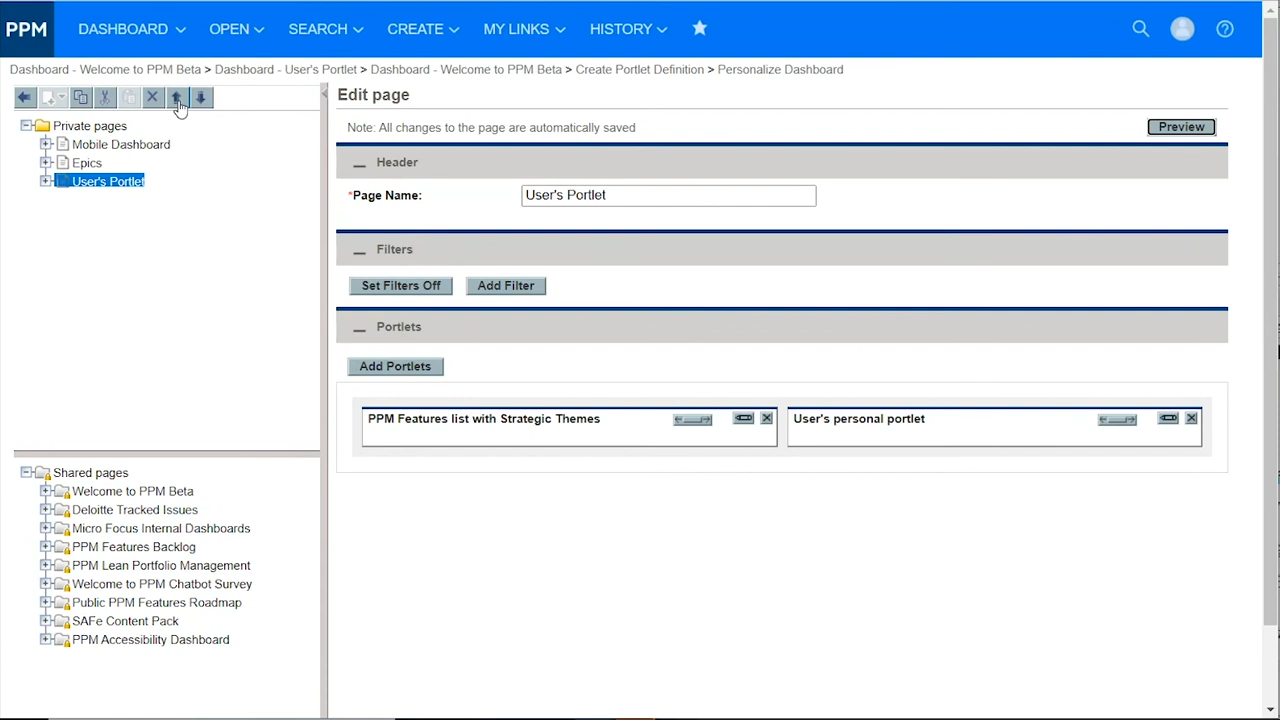 PPM DASHBOARD OPEN SEARCH CREATE MY LINKS HISTORY
Dashboard - Welcome to PPM Beta > Dashboard - User's Portlet > Dashboard - Welcome to PPM Beta > Create Portlet Definition > Personalize Dashboard
Edit page
Private pages
Mobile Dashboard
Epics
User's Portlet
Note: All changes to the page are automatically saved
Preview
Header
*Page Name: User's Portlet
Filters
Set Filters Off Add Filter
Portlets
Add Portlets
PPM Features list with Strategic Themes
User's personal portlet
Shared pages
Welcome to PPM Beta
Deloitte Tracked Issues
Micro Focus Internal Dashboards
PPM Features Backlog
PPM Lean Portfolio Management
Welcome to PPM Chatbot Survey
Public PPM Features Roadmap
SAFe Content Pack
PPM Accessibility Dashboard